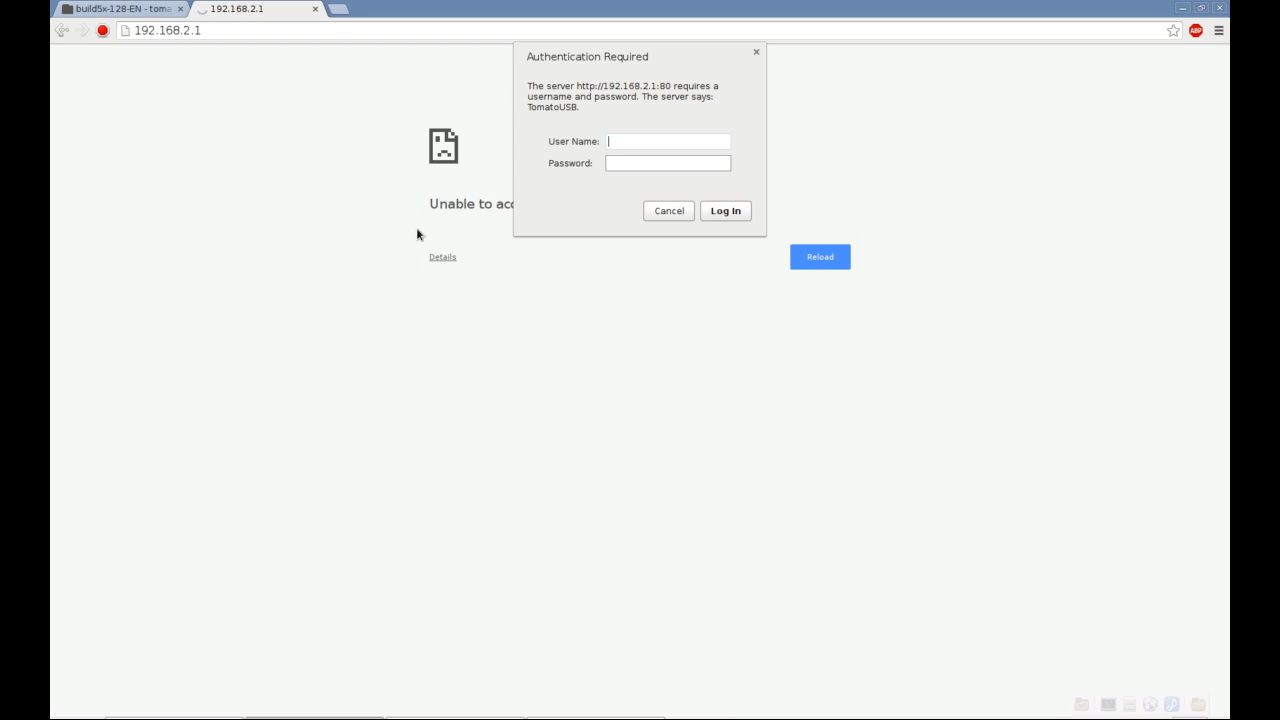 build5x-128-EN - toma
192.168.2.1
192.168.2.1
ABP
Authentication Required
The server http://192.168.2.1:80 requires a
username and password. The server says:
TomatoUSB.
User Name:
Password:
Cancel
Log In
Unable to acc
Details
Reload